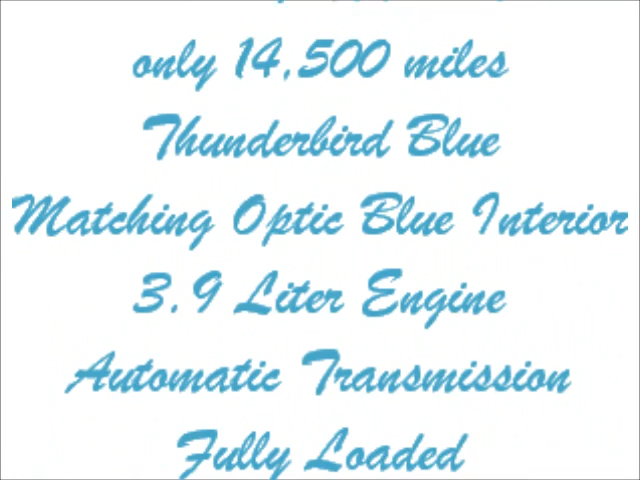 only 14,500 miles
Thunderbird Blue
Matching Optic Blue Interior
3.9 Liter Engine
Automatic Transmission
Fully Loaded